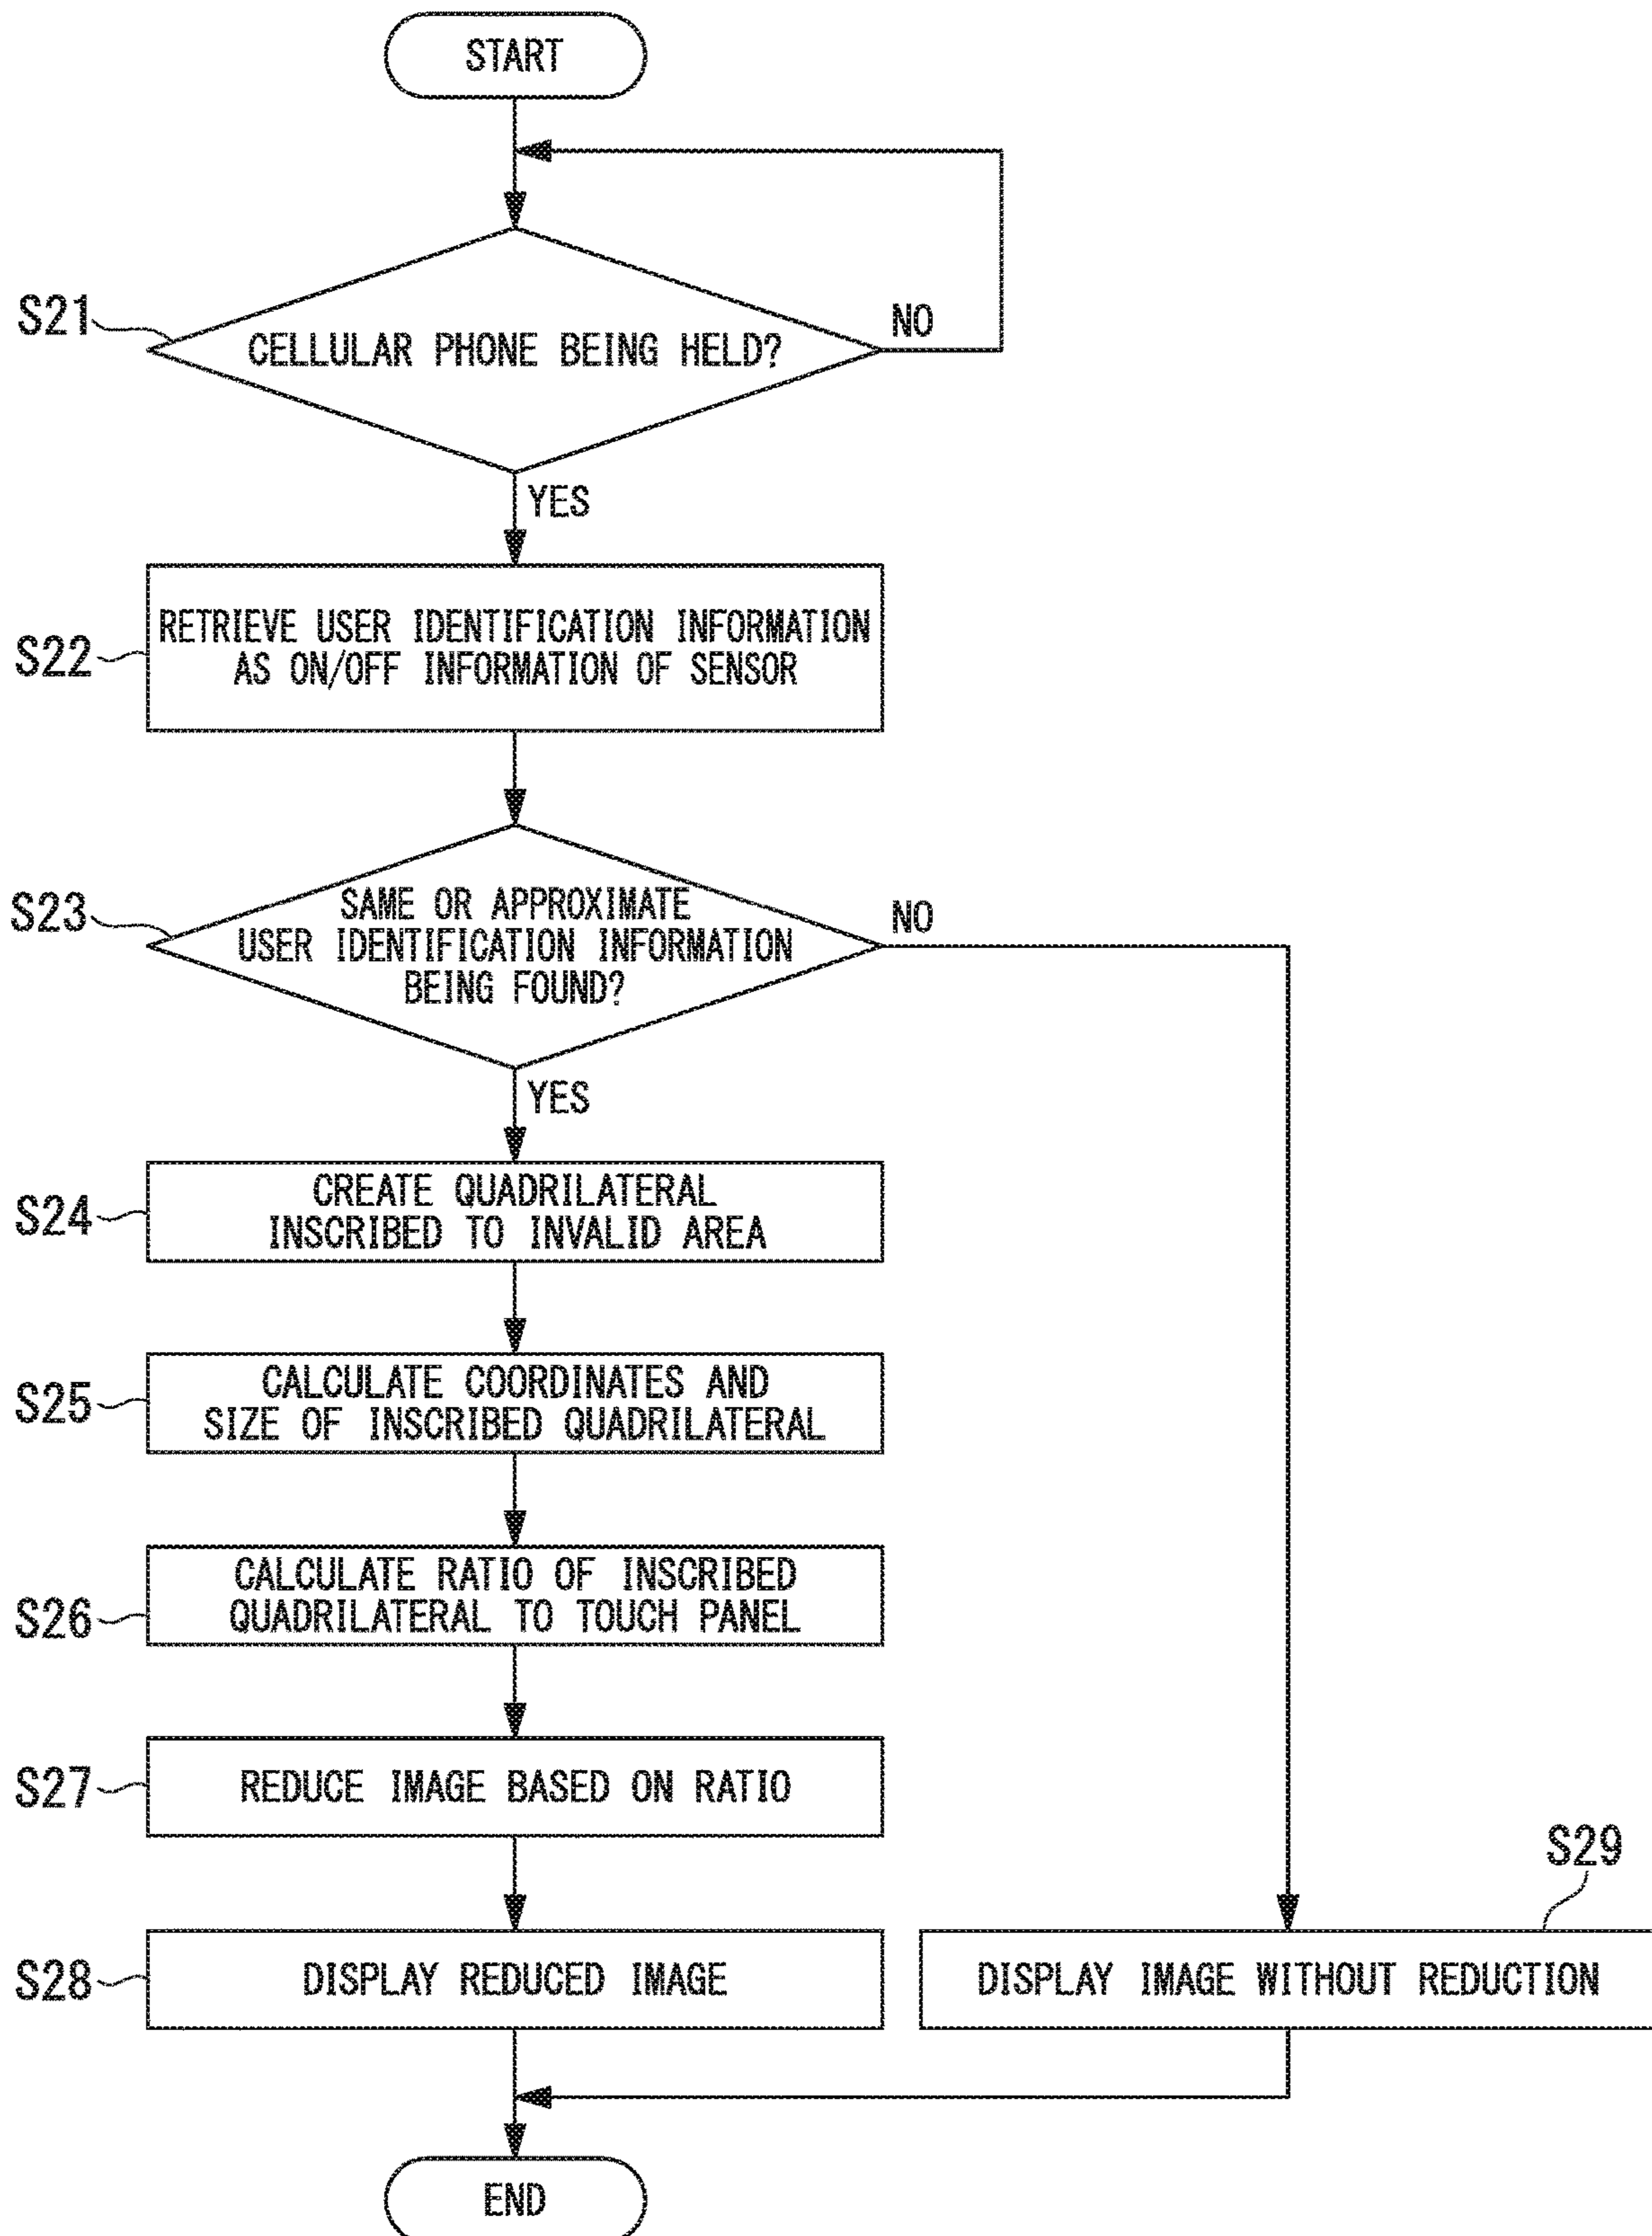 START
S21
CELLULAR PHONE BEING HELD?
NO
YES
S22
RETRIEVE USER IDENTIFICATION INFORMATION
AS ON/OFF INFORMATION OF SENSOR
S23
SAME OR APPROXIMATE
USER IDENTIFICATION INFORMATION
BEING FOUND?
NO
YES
S24
CREATE QUADRILATERAL
INSCRIBED TO INVALID AREA
S25
CALCULATE COORDINATES AND
SIZE OF INSCRIBED QUADRILATERAL
S26
CALCULATE RATIO OF INSCRIBED
QUADRILATERAL TO TOUCH PANEL
S27
REDUCE IMAGE BASED ON RATIO
S28
DISPLAY REDUCED IMAGE
S29
DISPLAY IMAGE WITHOUT REDUCTION
END